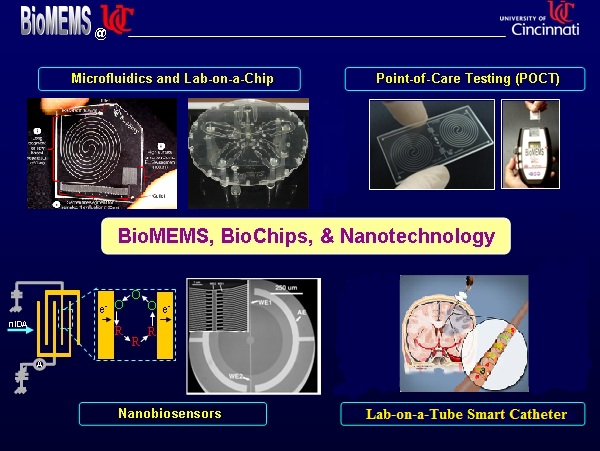 BioMEMS @ UC
UNIVERSITY OF
Cincinnati
Microfluidics and Lab-on-a-Chip
Point-of-Care Testing (POCT)
BioMEMS
BioMEMS, BioChips, & Nanotechnology
nIDA
A
e-
O
O
O
R
R
R
e-
250 um
WE1
AE
WE2
Nanobiosensors
Lab-on-a-Tube Smart Catheter